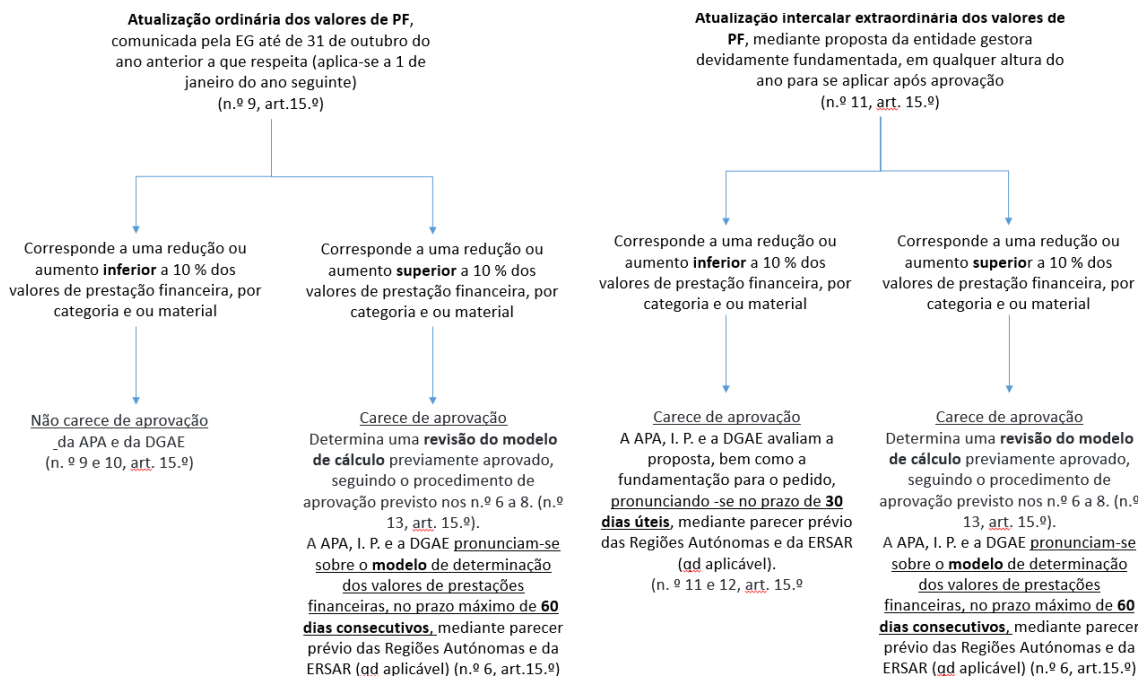 Atualização ordinária dos valores de PF,
comunicada pela EG até de 31 de outubro do
ano anterior a que respeita (aplica-se a 1 de
janeiro do ano seguinte)
(n.º 9, art.15.º)
Atualização intercalar extraordinária dos valores de
PF, mediante proposta da entidade gestora
devidamente fundamentada, em qualquer altura do
ano para se aplicar após aprovação
(n.º 11, art. 15.º)
Corresponde a uma redução ou
aumento inferior a 10 % dos
valores de prestação financeira, por
categoria e ou material
Corresponde a uma redução ou
aumento superior a 10 % dos
valores de prestação financeira, por
categoria e ou material
Corresponde a uma redução ou
aumento inferior a 10 % dos
valores de prestação financeira, por
categoria e ou material
Corresponde a uma redução ou
aumento superior a 10 % dos
valores de prestação financeira, por
categoria e ou material
Não carece de aprovação
da APA e da DGAE
(n. º 9 e 10, art. 15.º)
Carece de aprovação
Determina uma revisão do modelo
de cálculo previamente aprovado,
seguindo o procedimento de
aprovação previsto nos n.º 6 a 8. (n.º
13, art. 15.º).
A APA, I. P. e a DGAE pronunciam-se
sobre o modelo de determinação
dos valores de prestações
financeiras, no prazo máximo de 60
dias consecutivos, mediante parecer
prévio das Regiões Autónomas e da
ERSAR (qd aplicável) (n.º 6, art.15.º)
Carece de aprovação
A APA, I. P. e a DGAE avaliam a
proposta, bem como a
fundamentação para o pedido,
pronunciando -se no prazo de 30
dias úteis, mediante parecer prévio
das Regiões Autónomas e da ERSAR
(qd aplicável).
(n. º 11 e 12, art. 15.º
Carece de aprovação
Determina uma revisão do modelo
de cálculo previamente aprovado,
seguindo o procedimento de
aprovação previsto nos n.º 6 a 8. (n.º
13, art. 15.º).
A APA, I. P. e a DGAE pronunciam-se
sobre o modelo de determinação
dos valores de prestações
financeiras, no prazo máximo de 60
dias consecutivos, mediante parecer
prévio das Regiões Autónomas e da
ERSAR (qd aplicável) (n.º 6, art.15.º)